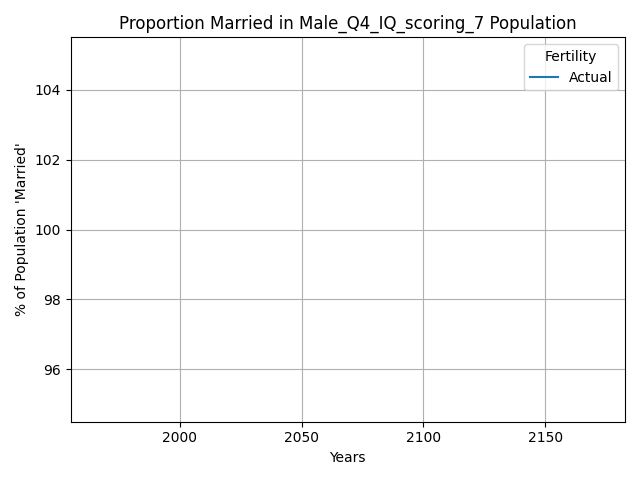 Proportion Married in Male_Q4_IQ_scoring_7 Population
Fertility
Actual
104
102
100
98
96
% of Population 'Married'
2000 2050 2100 2150
Years